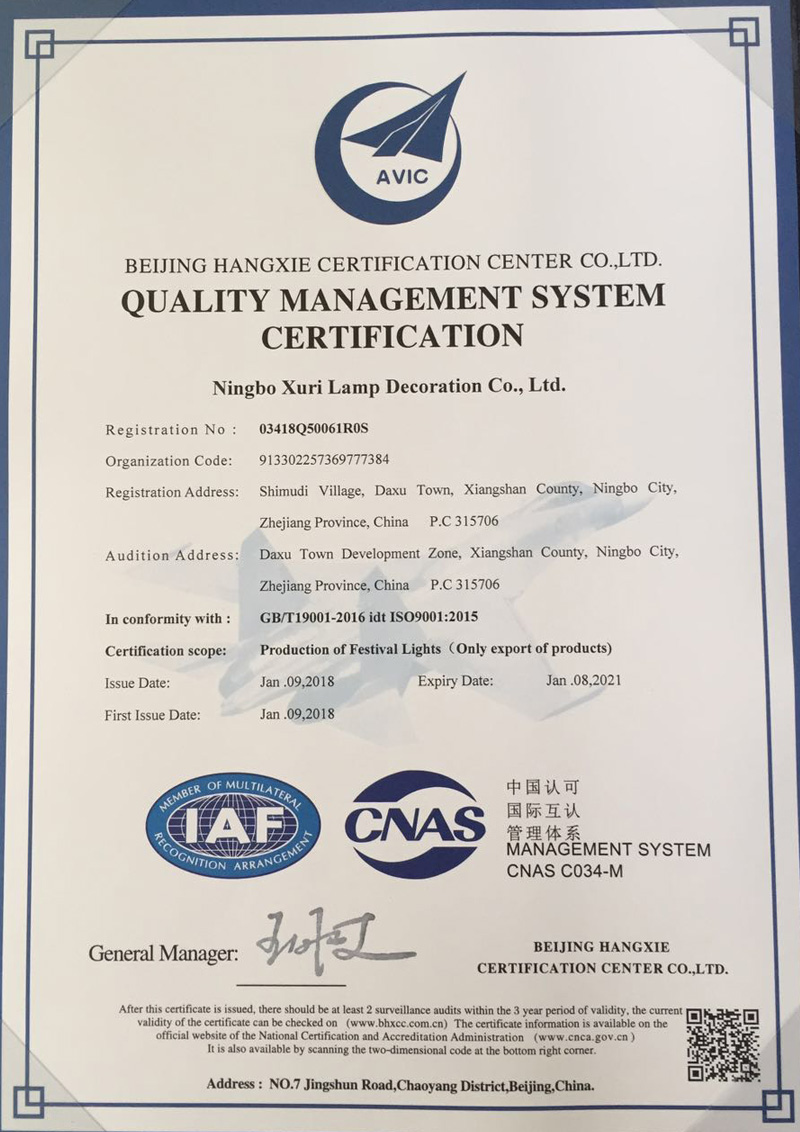 AVIC
BEIJING HANGXIE CERTIFICATION CENTER CO.,LTD.
QUALITY MANAGEMENT SYSTEM
CERTIFICATION
Ningbo Xuri Lamp Decoration Co., Ltd.
Registration No : 03418Q50061R0S
Organization Code: 913302257369777384
Registration Address: Shimudi Village, Daxu Town, Xiangshan County, Ningbo City,
Zhejiang Province, China P.C 315706
Audition Address: Daxu Town Development Zone, Xiangshan County, Ningbo City,
Zhejiang Province, China P.C 315706
In conformity with : GB/T19001-2016 idt ISO9001:2015
Certification scope: Production of Festival Lights（Only export of products)
Issue Date: Jan .09,2018 Expiry Date: Jan .08,2021
First Issue Date: Jan .09,2018
MEMBER OF MULTILATERAL
IAF
RECOGNITION ARRANGEMENT
CNAS
中国认可
国际互认
管理体系
MANAGEMENT SYSTEM
CNAS C034-M
General Manager:
BEIJING HANGXIE
CERTIFICATION CENTER CO.,LTD.
After this certificate is issued, there should be at least 2 surveillance audits within the 3 year period of validity, the current
validity of the certificate can be checked on (www.bhxcc.com.cn) The certificate information is available on the
official website of the National Certification and Accreditation Administration (www.cnca.gov.cn )
It is also available by scanning the two-dimensional code at the bottom right corner.
Address : NO.7 Jingshun Road,Chaoyang District,Beijing,China.